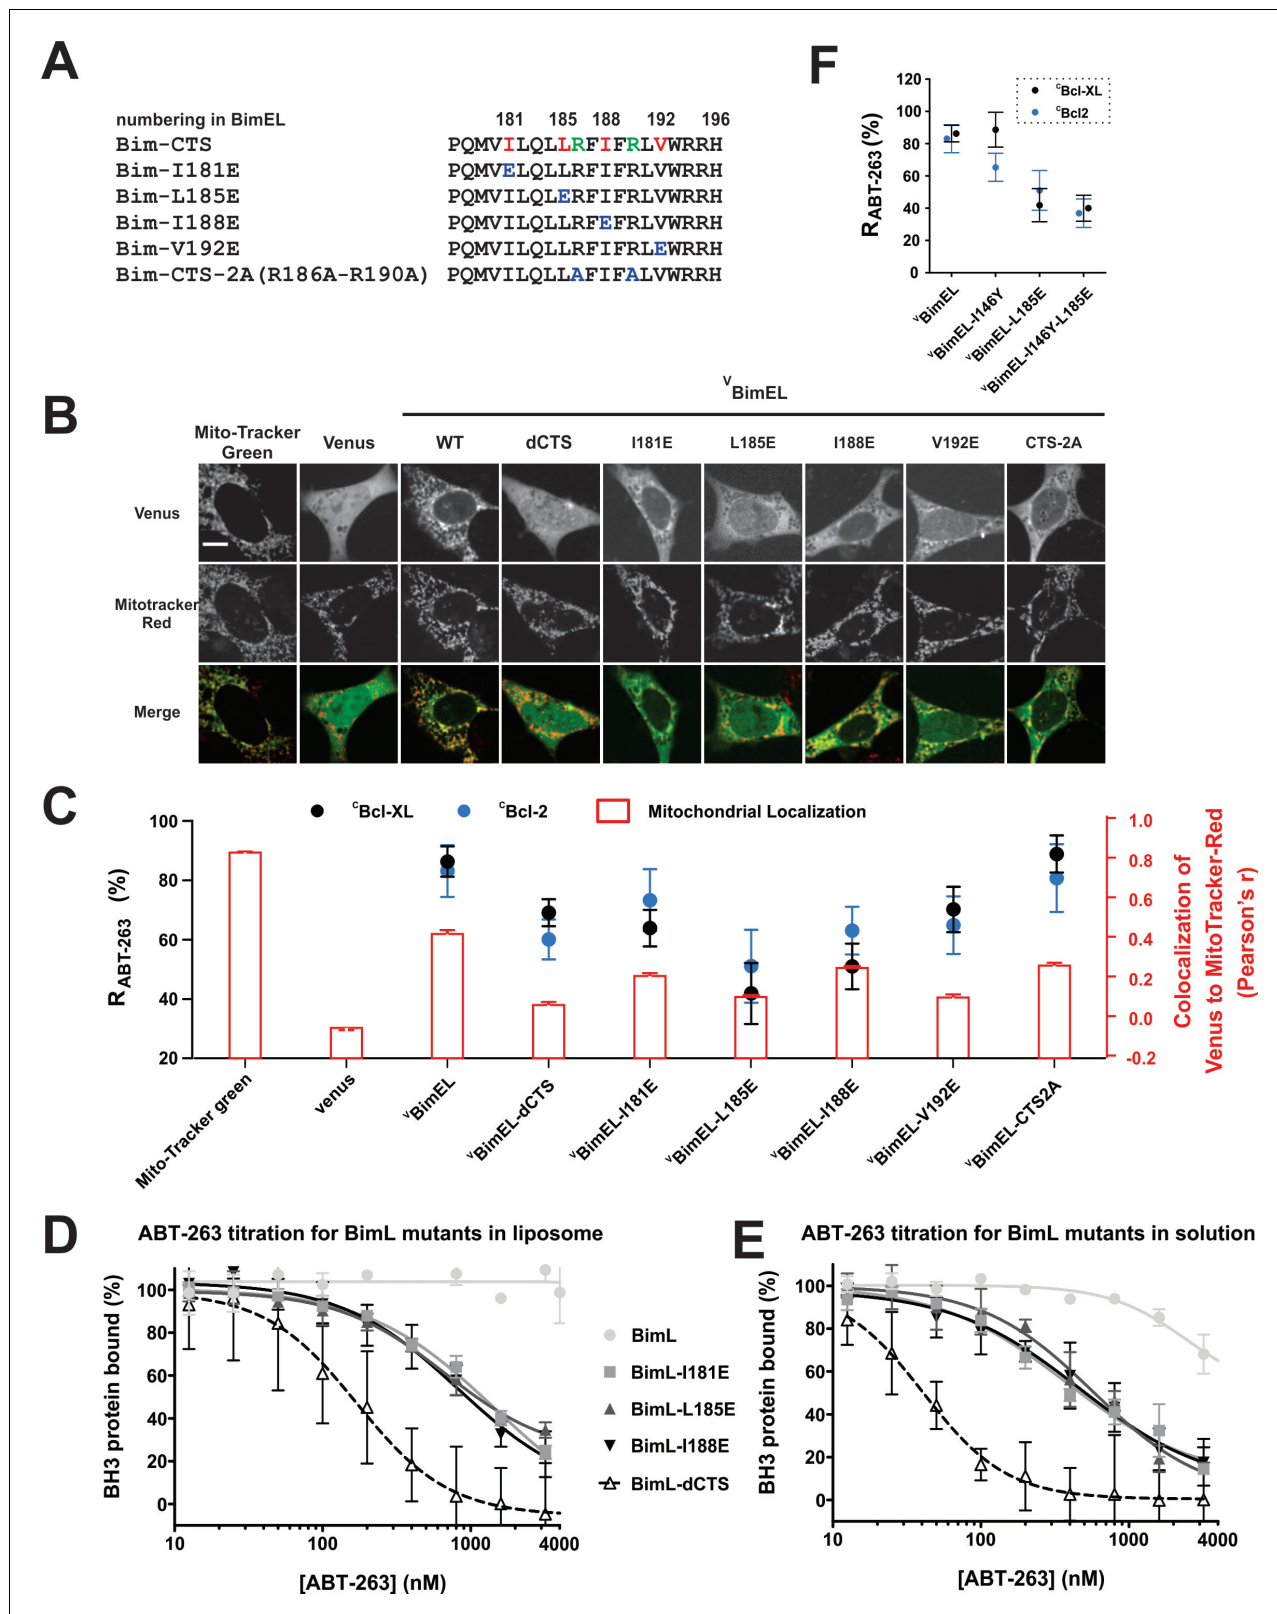 A
numbering in BimEL 181 185 188 192 196
Bim-CTS PQMVILQLLRFIFRLVWRRH
Bim-I181E PQMVELQLLRFIFRLVWRRH
Bim-L185E PQMVILQLERFIFRLVWRRH
Bim-I188E PQMVILQLLRFEFRLVWRRH
Bim-V192E PQMVILQLLRFIFRLEWRRH
Bim-CTS-2A(R186A-R190A) PQMVILQLLAFIFALVWRRH
F
RABT-263 (%)
120
100
80
60
40
20
0
CBcl-XL
CBcl2
VBimEL
VBimEL-I146Y
VBimEL-L185E
VBimEL-I146Y-L185E
B
VBimEL
Mito-Tracker Green Venus WT dCTS I181E L185E I188E V192E CTS-2A
Venus
Mitotracker
Red
Merge
C
CBcl-XL CBcl-2 Mitochondrial Localization
RABT-263 (%)
100
80
60
40
20
1.0
0.8
0.6
0.4
0.2
0.0
-0.2
Colocalization of
Venus to MitoTracker-Red
(Pearson's r)
Mito-Tracker green
venus
VBimEL
VBimEL-dCTS
VBimEL-I181E
VBimEL-L185E
VBimEL-I188E
VBimEL-V192E
VBimEL-CTS2A
D
ABT-263 titration for BimL mutants in liposome
BH3 protein bound (%)
100
80
60
40
20
0
10 100 1000 4000
[ABT-263] (nM)
BimL
BimL-I181E
BimL-L185E
BimL-I188E
BimL-dCTS
E
ABT-263 titration for BimL mutants in solution
BH3 protein bound (%)
100
80
60
40
20
0
10 100 1000 4000
[ABT-263] (nM)